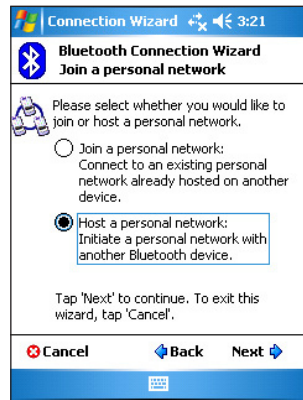 Connection Wizard 3:21
Bluetooth Connection Wizard
Join a personal network
Please select whether you would like to
join or host a personal network.
Join a personal network:
Connect to an existing personal
network already hosted on another
device.
Host a personal network:
Initiate a personal network with
another Bluetooth device.
Tap 'Next' to continue. To exit this
wizard, tap 'Cancel'.
Cancel Back Next